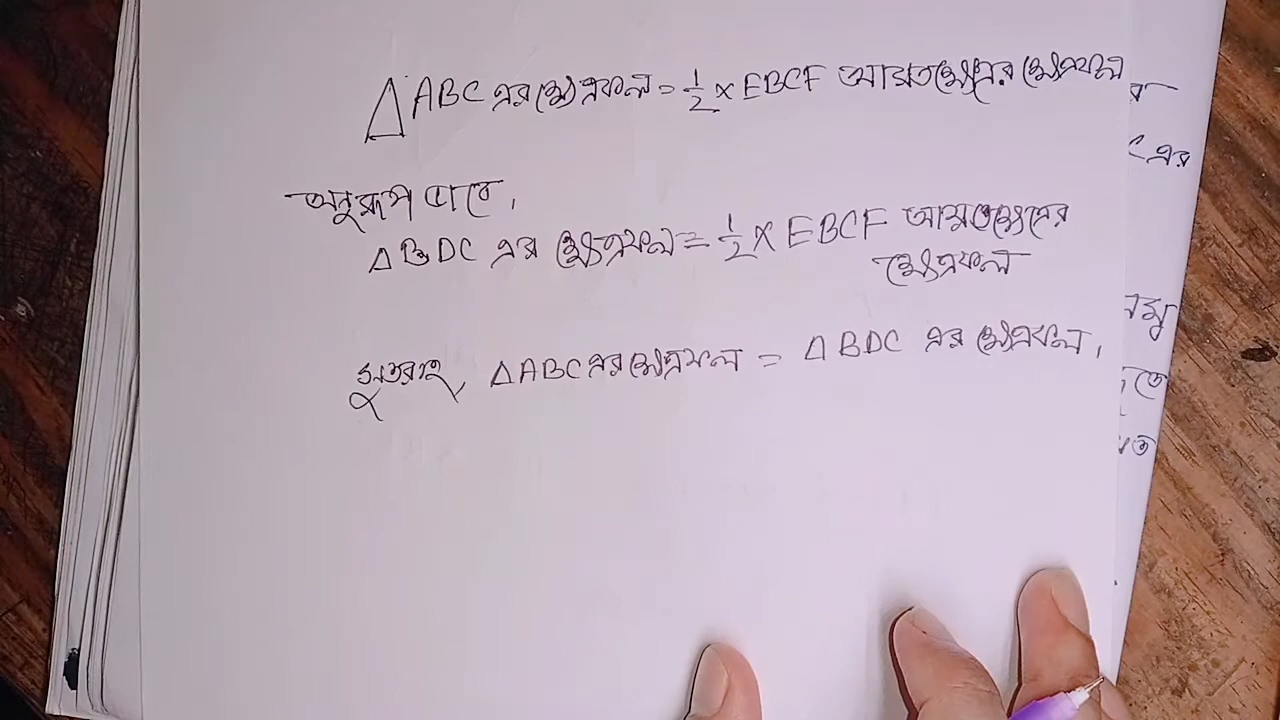 △ABC এর ক্ষেত্রফল = 1/2 × EBCF আয়তক্ষেত্রের ক্ষেত্রফল
অনুরূপ ভাবে,
△BDC এর ক্ষেত্রফল = 1/2 × EBCF আয়তক্ষেত্রের
ক্ষেত্রফল
সুতরাং, △ABC এর ক্ষেত্রফল = △BDC এর ক্ষেত্রফল,
র
C এর